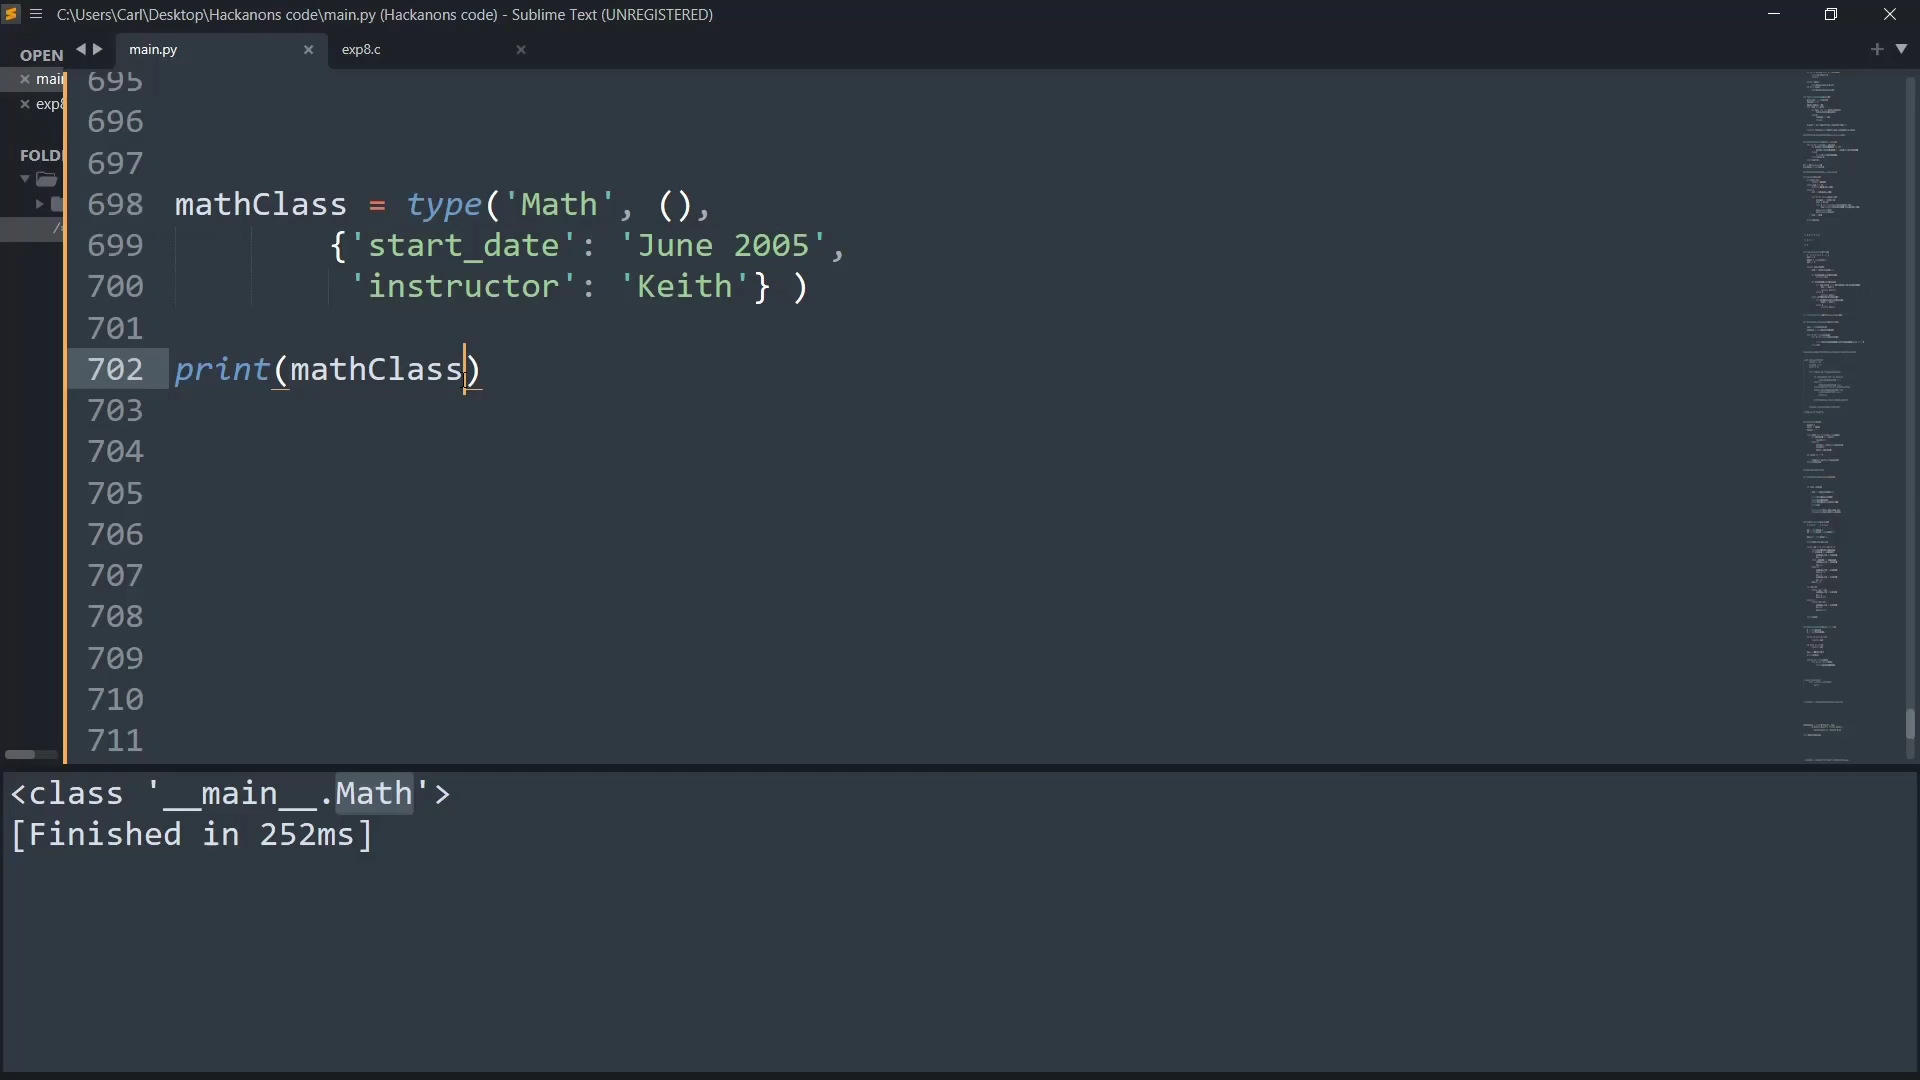 C:\Users\Carl\Desktop\Hackanons code\main.py (Hackanons code) - Sublime Text (UNREGISTERED)
OPEN
main.py
exp8.c
exp8
FOLD
695
696
697
698 mathClass = type('Math', (),
699 {'start_date': 'June 2005',
700 'instructor': 'Keith'} )
701
702 print(mathClass)
703
704
705
706
707
708
709
710
711
<class '__main__.Math'>
[Finished in 252ms]